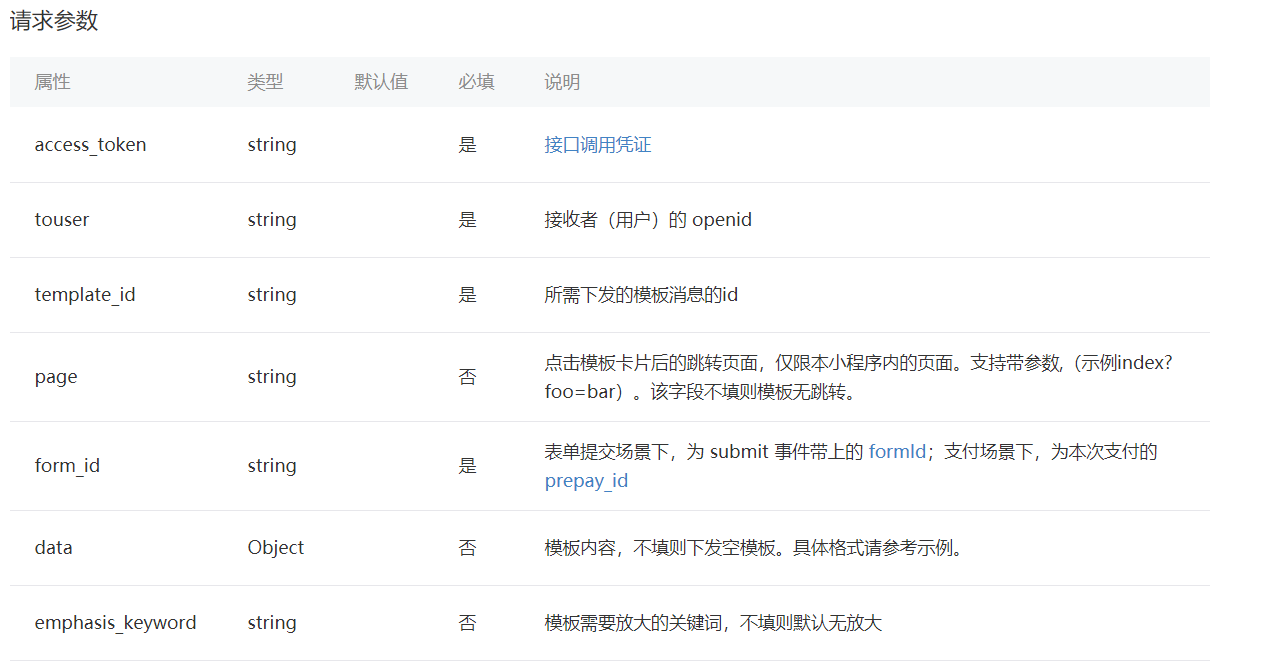 请求参数
属性 类型 默认值 必填 说明
access_token string 是 接口调用凭证
touser string 是 接收者（用户）的 openid
template_id string 是 所需下发的模板消息的id
page string 否 点击模板卡片后的跳转页面，仅限本小程序内的页面。支持带参数,（示例index?
foo=bar）。该字段不填则模板无跳转。
form_id string 是 表单提交场景下，为 submit 事件带上的 formId；支付场景下，为本次支付的
prepay_id
data Object 否 模板内容，不填则下发空模板。具体格式请参考示例。
emphasis_keyword string 否 模板需要放大的关键词，不填则默认无放大